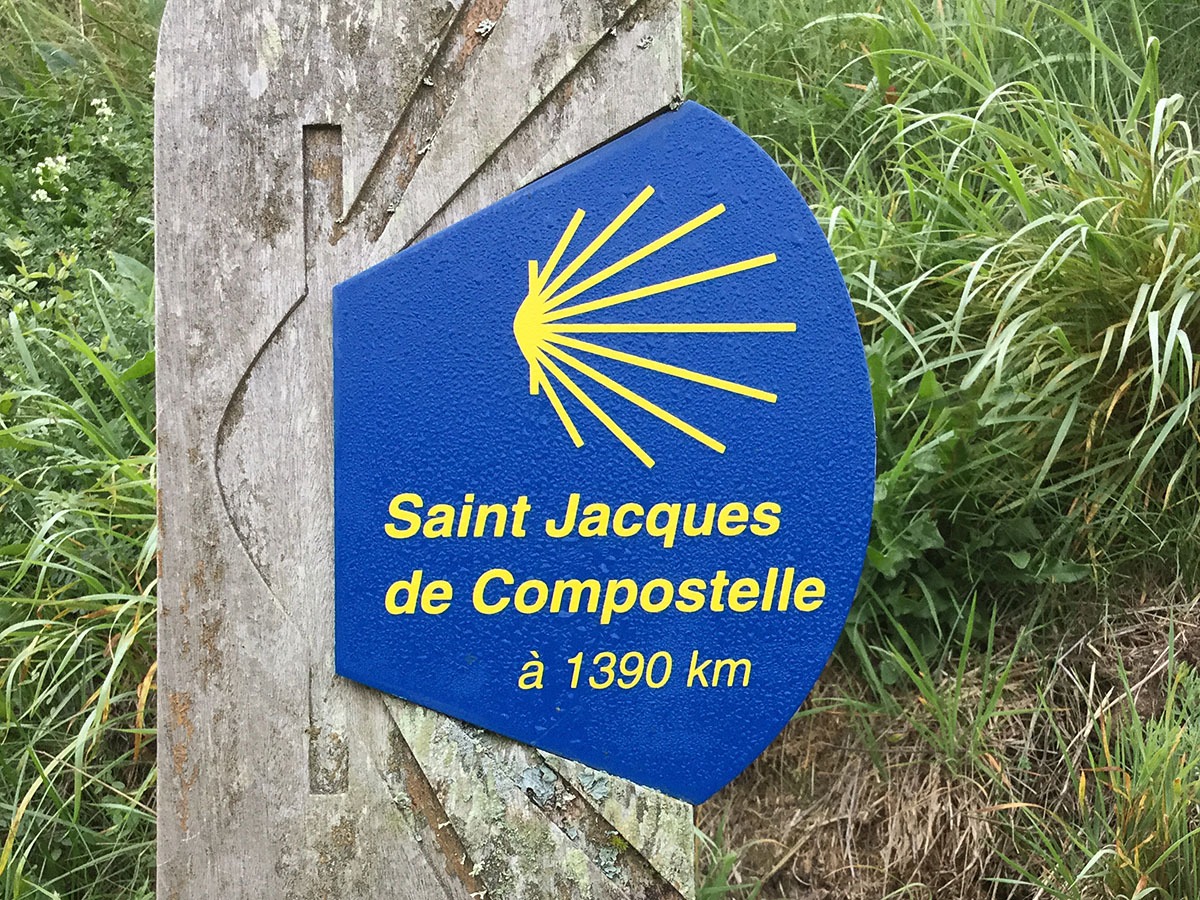 Saint Jacques
de Compostelle
à 1390 km